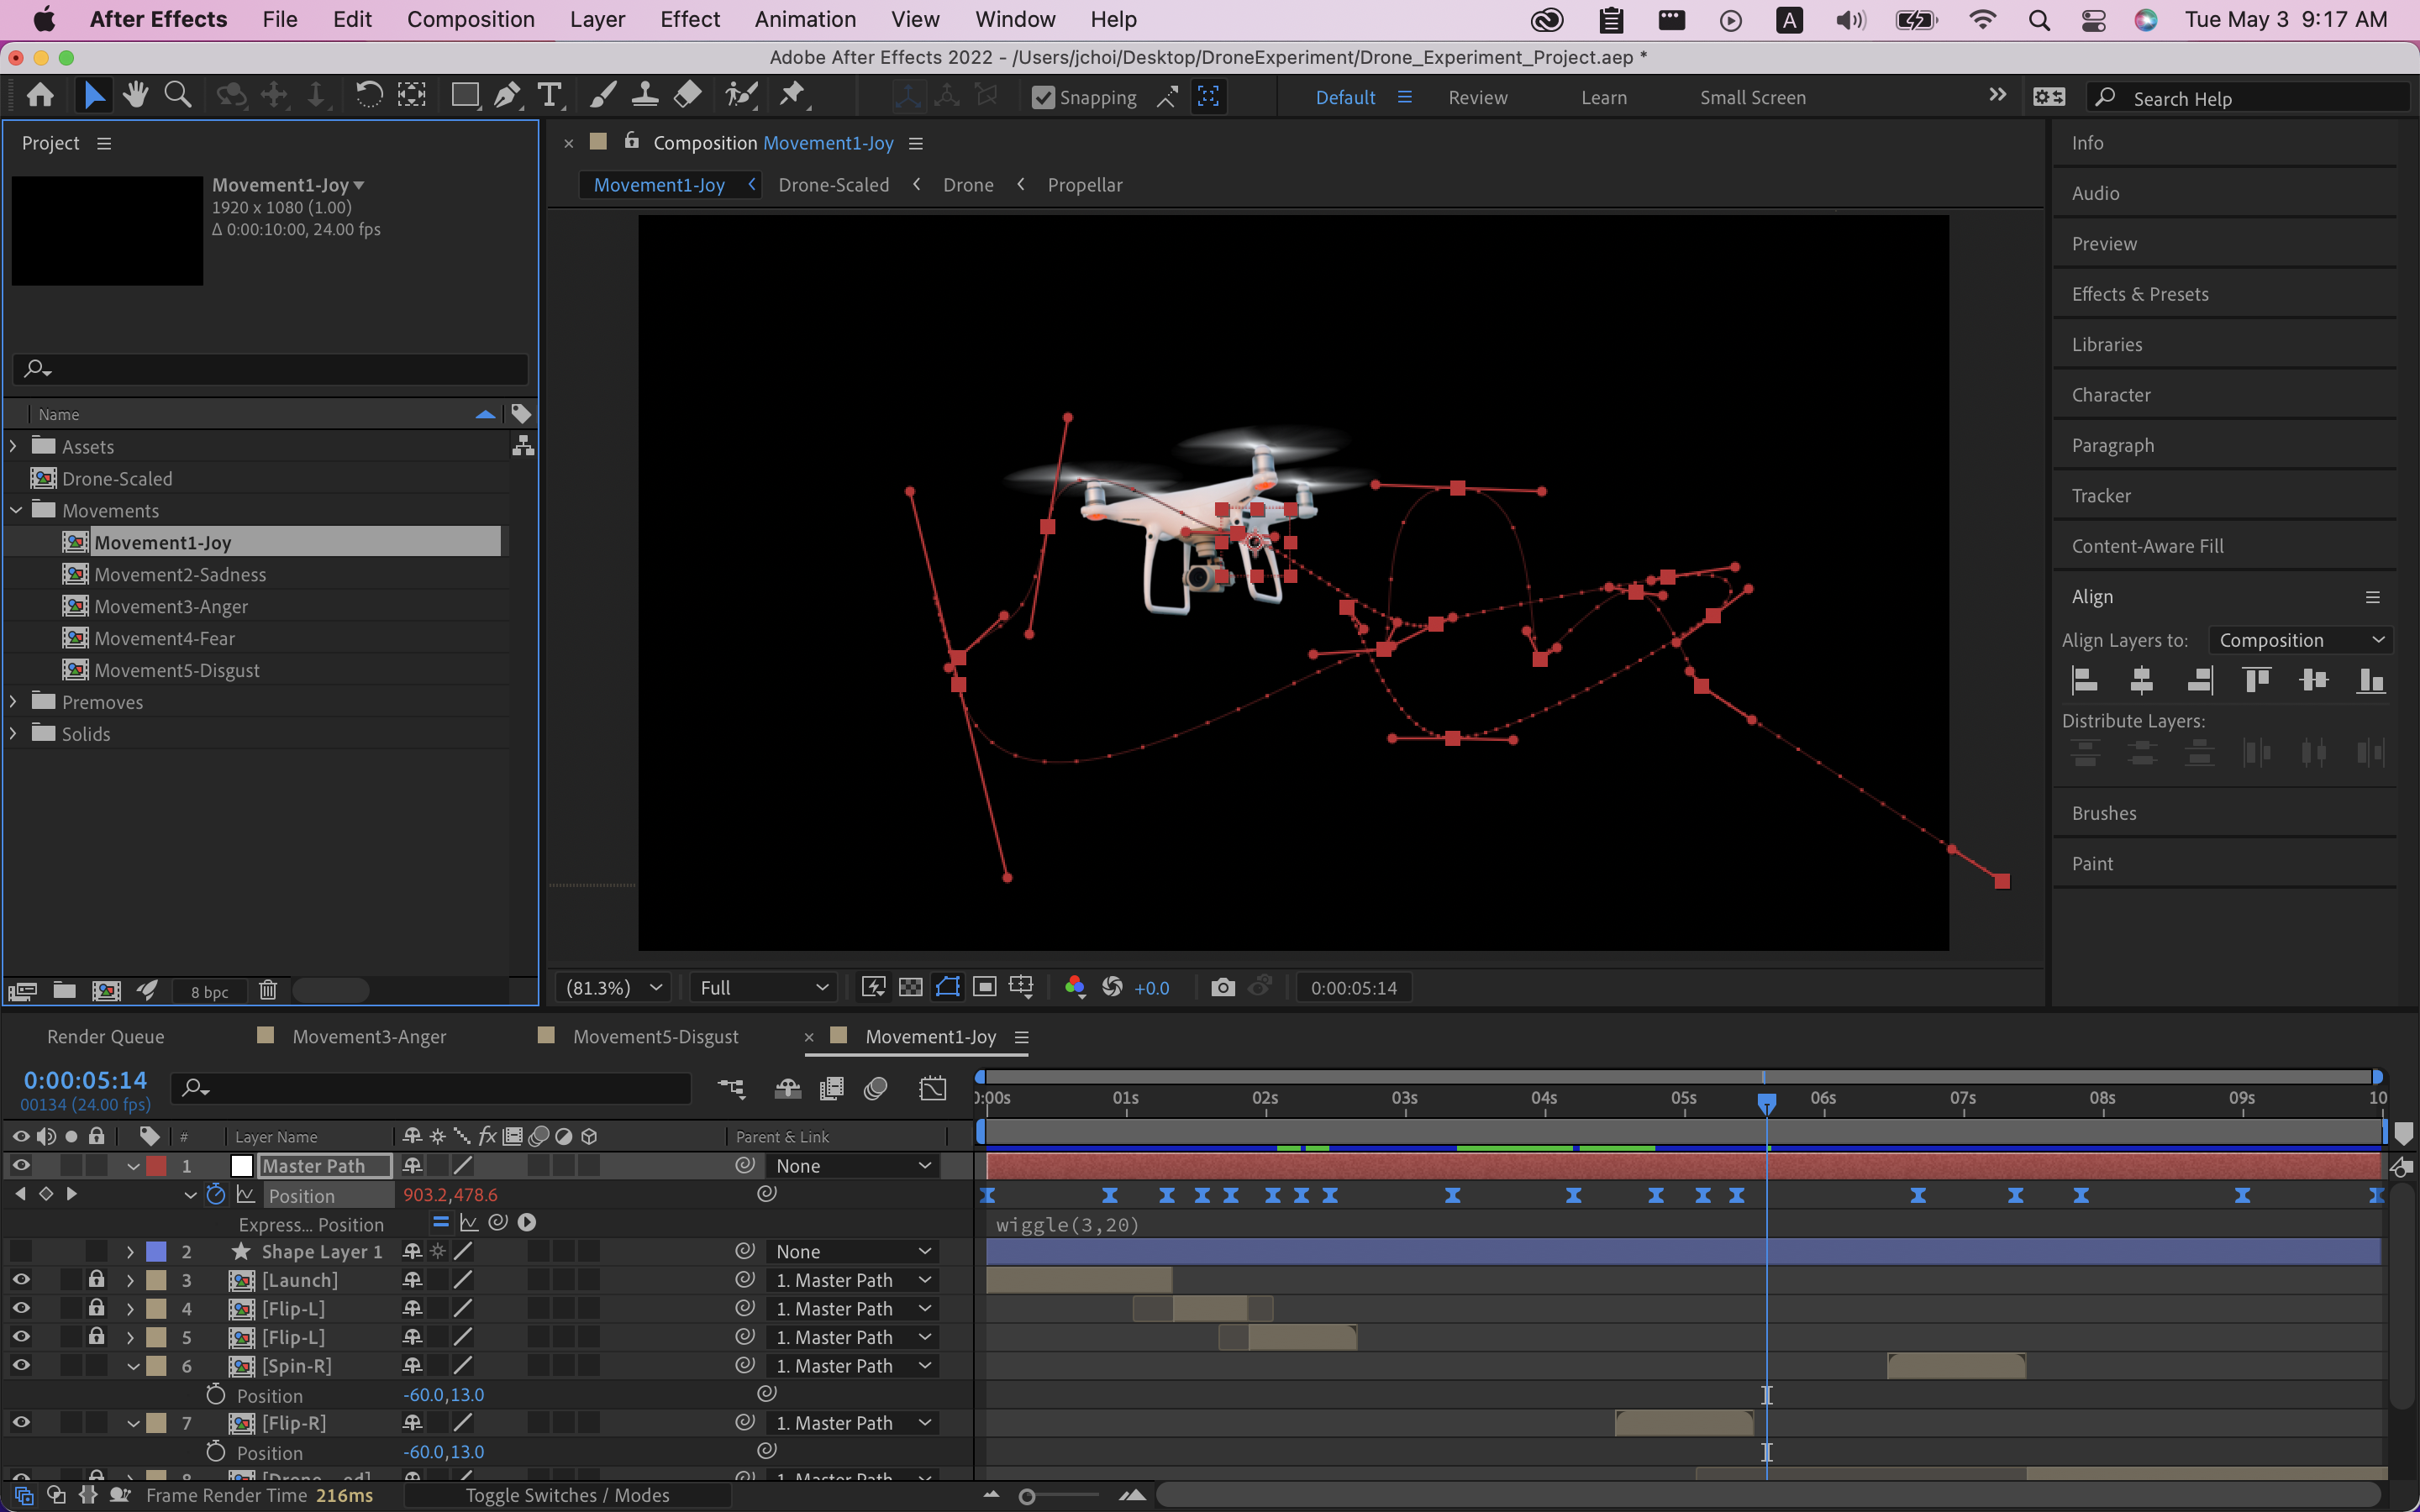 After Effects File Edit Composition Layer Effect Animation View Window Help A Tue May 3 9:17 AM
Adobe After Effects 2022 - /Users/jchoi/Desktop/DroneExperiment/Drone_Experiment_Project.aep *
T Snapping Default Review Learn Small Screen Search Help
Project
Movement1-Joy
1920 x 1080 (1.00)
Δ 0:00:10:00, 24.00 fps
Name
Assets
Drone-Scaled
Movements
Movement1-Joy
Movement2-Sadness
Movement3-Anger
Movement4-Fear
Movement5-Disgust
Premoves
Solids
8 bpc
Composition Movement1-Joy
Movement1-Joy Drone-Scaled Drone Propellar
(81.3%) Full +0.0 0:00:05:14
Info
Audio
Preview
Effects & Presets
Libraries
Character
Paragraph
Tracker
Content-Aware Fill
Align
Align Layers to: Composition
Distribute Layers:
Brushes
Paint
Render Queue Movement3-Anger Movement5-Disgust Movement1-Joy
0:00:05:14
00134 (24.00 fps)
):00s 01s 02s 03s 04s 05s 06s 07s 08s 09s 10
# Layer Name fx Parent & Link
1 Master Path None
Position 903.2,478.6
Express... Position wiggle(3,20)
2 Shape Layer 1 None
3 [Launch] 1. Master Path
4 [Flip-L] 1. Master Path
5 [Flip-L] 1. Master Path
6 [Spin-R] 1. Master Path
Position -60.0,13.0
7 [Flip-R] 1. Master Path
Position -60.0,13.0
8 [Drone-...ed] 1. Master Path
Frame Render Time 216ms Toggle Switches / Modes